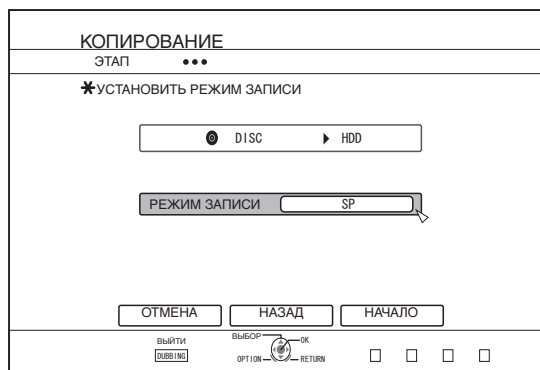 КОПИРОВАНИЕ
ЭТАП •••
*УСТАНОВИТЬ РЕЖИМ ЗАПИСИ
DISC ▶ HDD
РЕЖИМ ЗАПИСИ SP
ОТМЕНА НАЗАД НАЧАЛО
ВЫЙТИ ВЫБОР OK
DUBBING OPTION RETURN